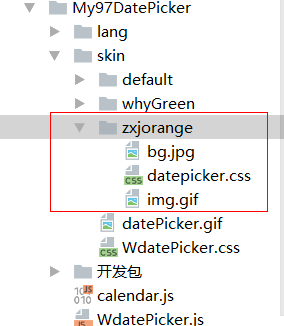 My97DatePicker
lang
skin
default
whyGreen
zxjorange
bg.jpg
datepicker.css
img.gif
datePicker.gif
WdatePicker.css
开发包
calendar.js
WdatePicker.js